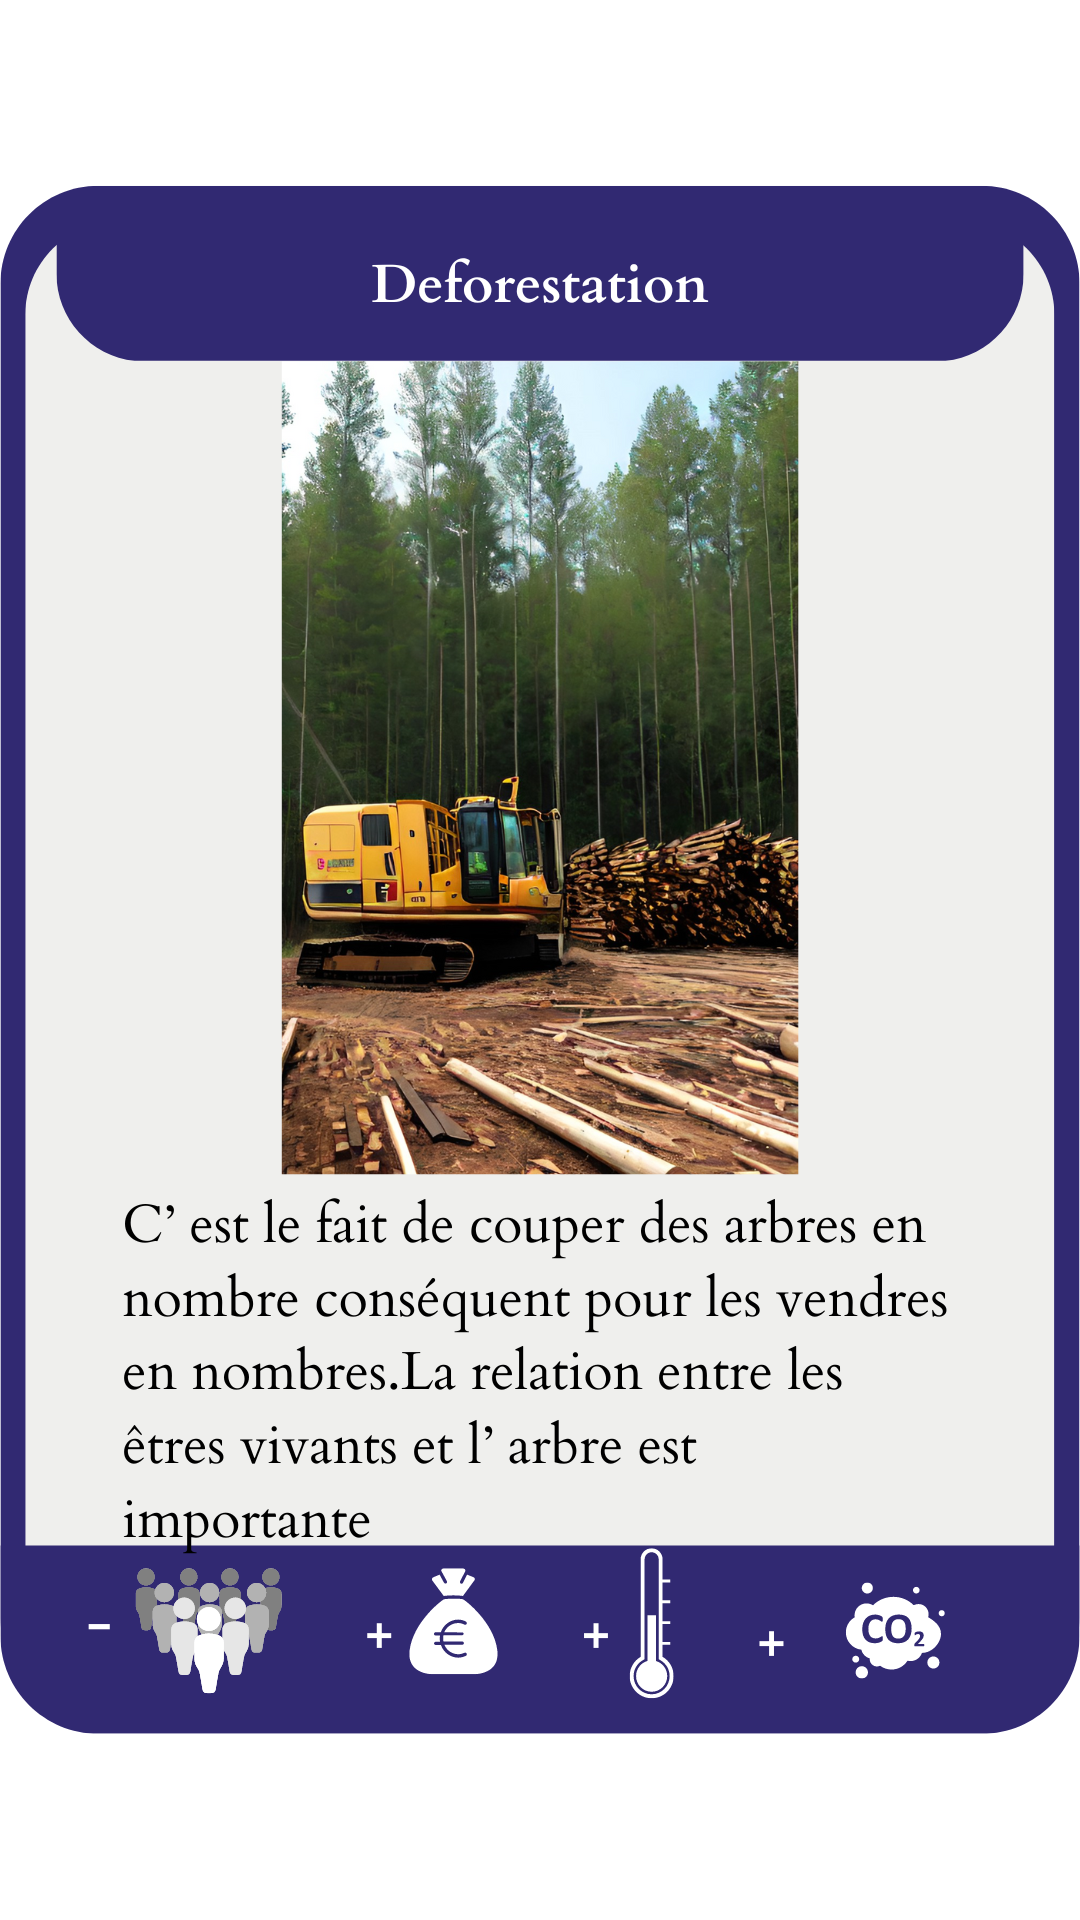 Deforestation
C’ est le fait de couper des arbres en
nombre conséquent pour les vendres
en nombres.La relation entre les
êtres vivants et l’ arbre est
importante
- + € + + CO₂